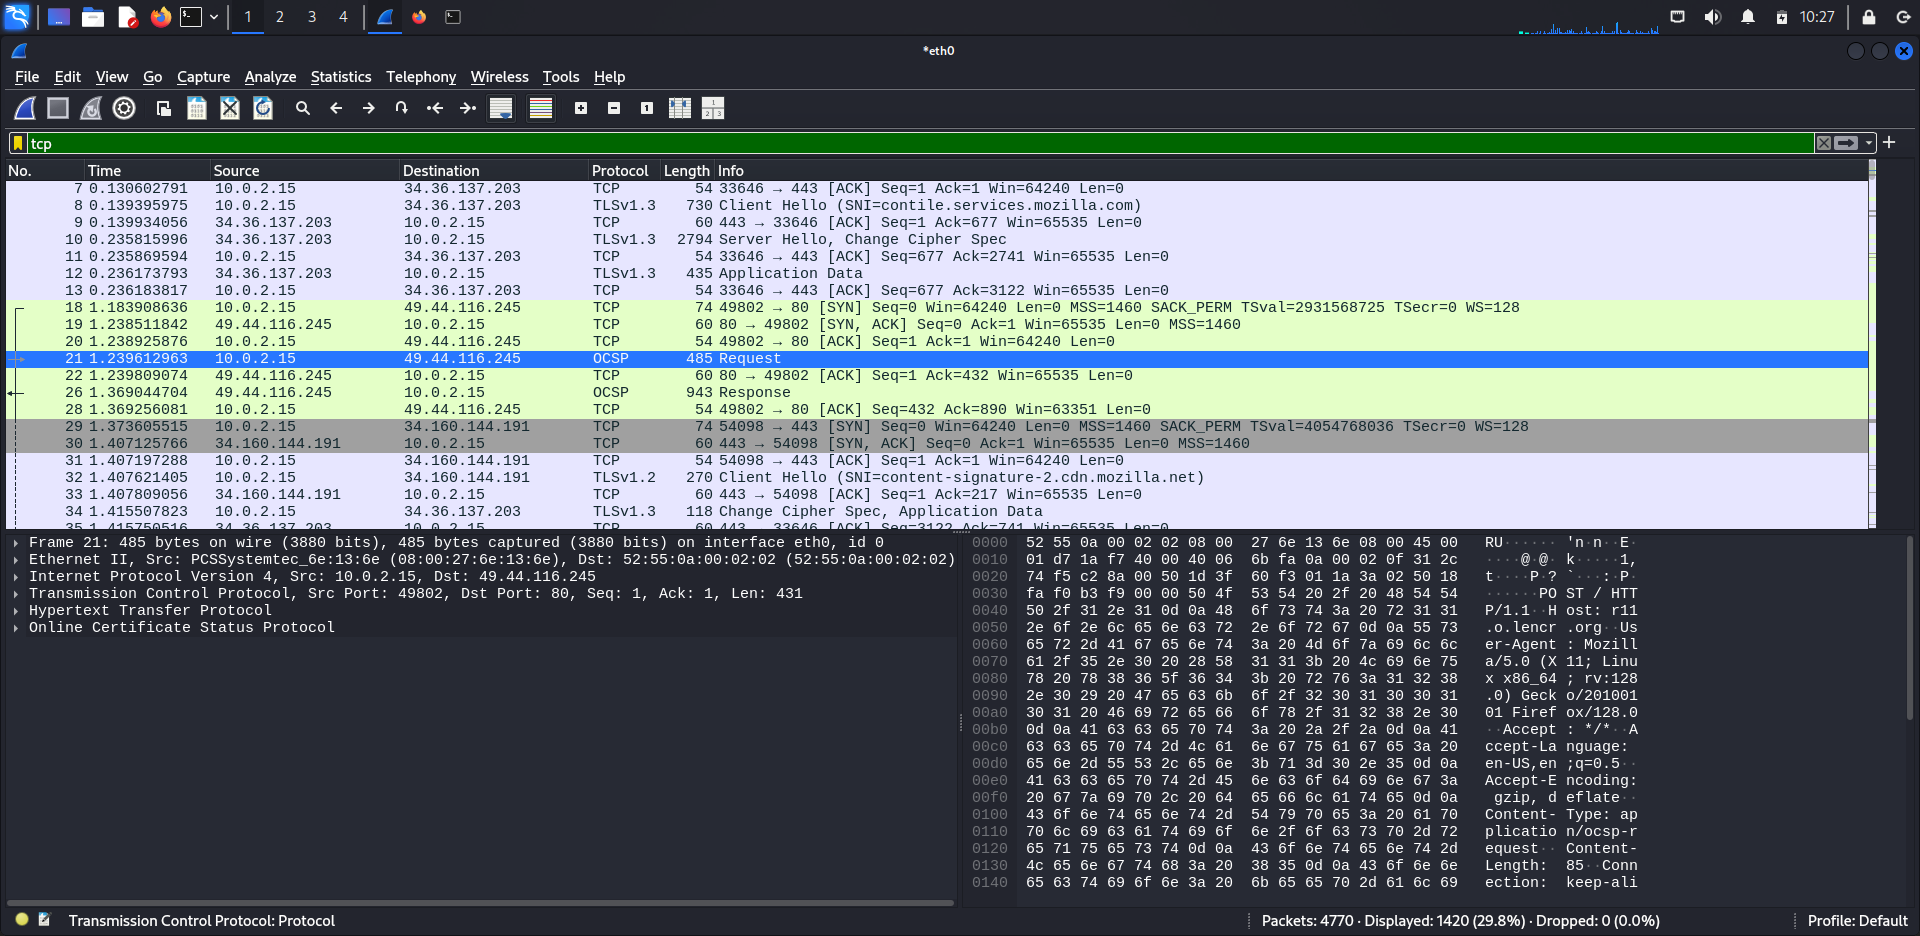 1 2 3 4 10:27
*eth0
File Edit View Go Capture Analyze Statistics Telephony Wireless Tools Help
tcp
No. Time Source Destination Protocol Length Info
7 0.130602791 10.0.2.15 34.36.137.203 TCP 54 33646 → 443 [ACK] Seq=1 Ack=1 Win=64240 Len=0
8 0.139395975 10.0.2.15 34.36.137.203 TLSv1.3 730 Client Hello (SNI=contile.services.mozilla.com)
9 0.139934056 34.36.137.203 10.0.2.15 TCP 60 443 → 33646 [ACK] Seq=1 Ack=677 Win=65535 Len=0
10 0.235815996 34.36.137.203 10.0.2.15 TLSv1.3 2794 Server Hello, Change Cipher Spec
11 0.235869594 10.0.2.15 34.36.137.203 TCP 54 33646 → 443 [ACK] Seq=677 Ack=2741 Win=65535 Len=0
12 0.236173793 34.36.137.203 10.0.2.15 TLSv1.3 435 Application Data
13 0.236183817 10.0.2.15 34.36.137.203 TCP 54 33646 → 443 [ACK] Seq=677 Ack=3122 Win=65535 Len=0
18 1.183908636 10.0.2.15 49.44.116.245 TCP 74 49802 → 80 [SYN] Seq=0 Win=64240 Len=0 MSS=1460 SACK_PERM TSval=2931568725 TSecr=0 WS=128
19 1.238511842 49.44.116.245 10.0.2.15 TCP 60 80 → 49802 [SYN, ACK] Seq=0 Ack=1 Win=65535 Len=0 MSS=1460
20 1.238925876 10.0.2.15 49.44.116.245 TCP 54 49802 → 80 [ACK] Seq=1 Ack=1 Win=64240 Len=0
21 1.239612963 10.0.2.15 49.44.116.245 OCSP 485 Request
22 1.239809074 49.44.116.245 10.0.2.15 TCP 60 80 → 49802 [ACK] Seq=1 Ack=432 Win=65535 Len=0
26 1.369044704 49.44.116.245 10.0.2.15 OCSP 943 Response
28 1.369256081 10.0.2.15 49.44.116.245 TCP 54 49802 → 80 [ACK] Seq=432 Ack=890 Win=63351 Len=0
29 1.373605515 10.0.2.15 34.160.144.191 TCP 74 54098 → 443 [SYN] Seq=0 Win=64240 Len=0 MSS=1460 SACK_PERM TSval=4054768036 TSecr=0 WS=128
30 1.407125766 34.160.144.191 10.0.2.15 TCP 60 443 → 54098 [SYN, ACK] Seq=0 Ack=1 Win=65535 Len=0 MSS=1460
31 1.407197288 10.0.2.15 34.160.144.191 TCP 54 54098 → 443 [ACK] Seq=1 Ack=1 Win=64240 Len=0
32 1.407621405 10.0.2.15 34.160.144.191 TLSv1.2 270 Client Hello (SNI=content-signature-2.cdn.mozilla.net)
33 1.407809056 34.160.144.191 10.0.2.15 TCP 60 443 → 54098 [ACK] Seq=1 Ack=217 Win=65535 Len=0
34 1.415507823 10.0.2.15 34.36.137.203 TLSv1.3 118 Change Cipher Spec, Application Data
35 1.415750516 34.36.137.203 10.0.2.15 TCP 60 443 → 33646 [ACK] Seq=3122 Ack=741 Win=65535 Len=0
Frame 21: 485 bytes on wire (3880 bits), 485 bytes captured (3880 bits) on interface eth0, id 0
Ethernet II, Src: PCSSystemtec_6e:13:6e (08:00:27:6e:13:6e), Dst: 52:55:0a:00:02:02 (52:55:0a:00:02:02)
Internet Protocol Version 4, Src: 10.0.2.15, Dst: 49.44.116.245
Transmission Control Protocol, Src Port: 49802, Dst Port: 80, Seq: 1, Ack: 1, Len: 431
Hypertext Transfer Protocol
Online Certificate Status Protocol
0000 52 55 0a 00 02 02 08 00 27 6e 13 6e 08 00 45 00 RU······ 'n·n··E·
0010 01 d7 1a f7 40 00 40 06 6b fa 0a 00 02 0f 31 2c ····@·@· k·····1,
0020 74 f5 c2 8a 00 50 1d 3f 60 f3 01 1a 3a 02 50 18 t····P·? `···:·P·
0030 fa f0 b3 f9 00 00 50 4f 53 54 20 2f 20 48 54 54 ······PO ST / HTT
0040 50 2f 31 2e 31 0d 0a 48 6f 73 74 3a 20 72 31 31 P/1.1··H ost: r11
0050 2e 6f 2e 6c 65 6e 63 72 2e 6f 72 67 0d 0a 55 73 .o.lencr .org··Us
0060 65 72 2d 41 67 65 6e 74 3a 20 4d 6f 7a 69 6c 6c er-Agent : Mozill
0070 61 2f 35 2e 30 20 28 58 31 31 3b 20 4c 69 6e 75 a/5.0 (X 11; Linu
0080 78 20 78 38 36 5f 36 34 3b 20 72 76 3a 31 32 38 x x86_64 ; rv:128
0090 2e 30 29 20 47 65 63 6b 6f 2f 32 30 31 30 30 31 .0) Geck o/201001
00a0 30 31 20 46 69 72 65 66 6f 78 2f 31 32 38 2e 30 01 Firef ox/128.0
00b0 0d 0a 41 63 63 65 70 74 3a 20 2a 2f 2a 0d 0a 41 ··Accept : */*··A
00c0 63 63 65 70 74 2d 4c 61 6e 67 75 61 67 65 3a 20 ccept-La nguage:
00d0 65 6e 2d 55 53 2c 65 6e 3b 71 3d 30 2e 35 0d 0a en-US,en ;q=0.5··
00e0 41 63 63 65 70 74 2d 45 6e 63 6f 64 69 6e 67 3a Accept-E ncoding:
00f0 20 67 7a 69 70 2c 20 64 65 66 6c 61 74 65 0d 0a gzip, d eflate··
0100 43 6f 6e 74 65 6e 74 2d 54 79 70 65 3a 20 61 70 Content- Type: ap
0110 70 6c 69 63 61 74 69 6f 6e 2f 6f 63 73 70 2d 72 plicatio n/ocsp-r
0120 65 71 75 65 73 74 0d 0a 43 6f 6e 74 65 6e 74 2d equest·· Content-
0130 4c 65 6e 67 74 68 3a 20 38 35 0d 0a 43 6f 6e 6e Length: 85··Conn
0140 65 63 74 69 6f 6e 3a 20 6b 65 65 70 2d 61 6c 69 ection: keep-ali
Transmission Control Protocol: Protocol Packets: 4770 · Displayed: 1420 (29.8%) · Dropped: 0 (0.0%) Profile: Default